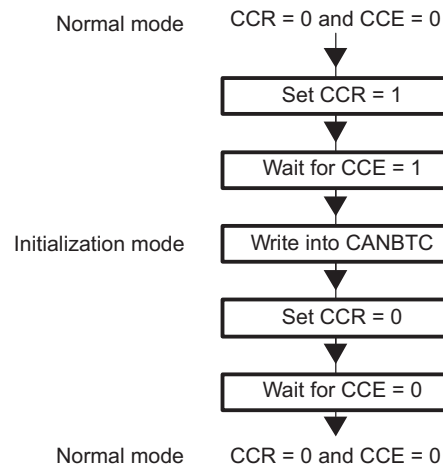 Normal mode CCR = 0 and CCE = 0
Set CCR = 1
Wait for CCE = 1
Initialization mode Write into CANBTC
Set CCR = 0
Wait for CCE = 0
Normal mode CCR = 0 and CCE = 0